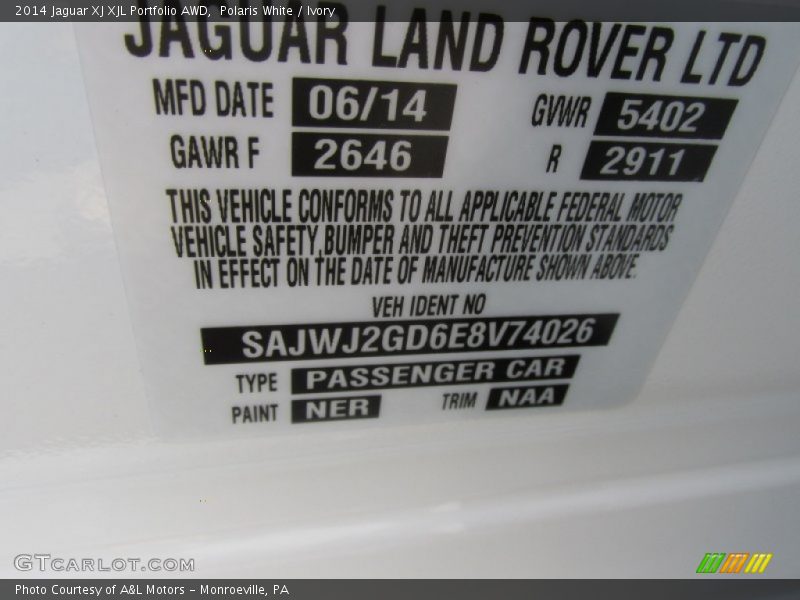 2014 Jaguar XJ XJL Portfolio AWD, Polaris White / Ivory
JAGUAR LAND ROVER LTD
MFD DATE 06/14 GVWR 5402
GAWR F 2646 R 2911
THIS VEHICLE CONFORMS TO ALL APPLICABLE FEDERAL MOTOR
VEHICLE SAFETY, BUMPER AND THEFT PREVENTION STANDARDS
IN EFFECT ON THE DATE OF MANUFACTURE SHOWN ABOVE.
VEH IDENT NO
SAJWJ2GD6E8V74026
TYPE PASSENGER CAR
PAINT NER TRIM NAA
GTcarlot.com
Photo Courtesy of A&L Motors - Monroeville, PA